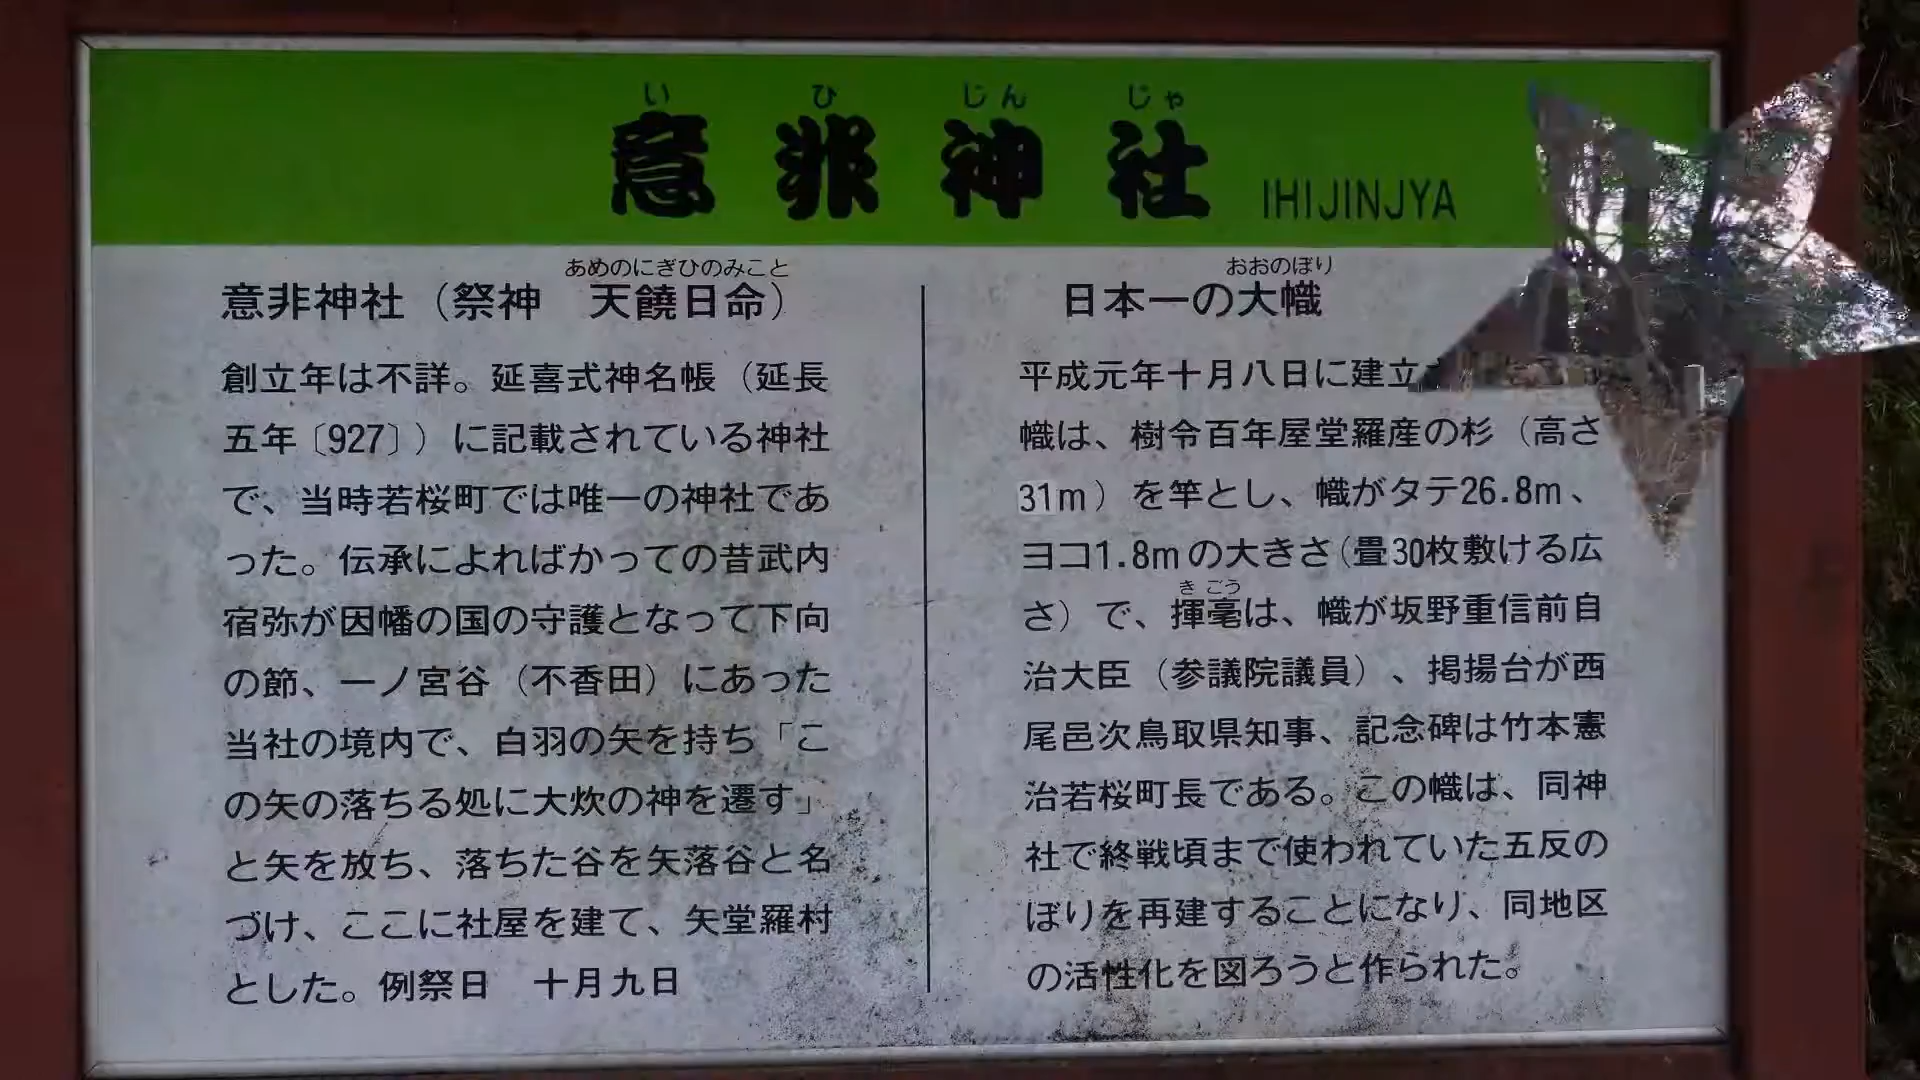 いひじんじゃ
意非神社 IHIJINJYA
あめのにぎひのみこと
意非神社（祭神　天饒日命）
創立年は不詳。延喜式神名帳（延長
五年〔927〕）に記載されている神社
で、当時若桜町では唯一の神社であ
った。伝承によればかっての昔武内
宿弥が因幡の国の守護となって下向
の節、一ノ宮谷（不香田）にあった
当社の境内で、白羽の矢を持ち「こ
の矢の落ちる処に大炊の神を遷す」
と矢を放ち、落ちた谷を矢落谷と名
づけ、ここに社屋を建て、矢堂羅村
とした。例祭日　十月九日
おおのぼり
日本一の大幟
平成元年十月八日に建立
幟は、樹令百年屋堂羅産の杉（高さ
31m）を竿とし、幟がタテ26.8m、
ヨコ1.8mの大きさ（畳30枚敷ける広
きごう
さ）で、揮毫は、幟が坂野重信前自
治大臣（参議院議員）、掲揚台が西
尾邑次鳥取県知事、記念碑は竹本憲
治若桜町長である。この幟は、同神
社で終戦頃まで使われていた五反の
ぼりを再建することになり、同地区
の活性化を図ろうと作られた。